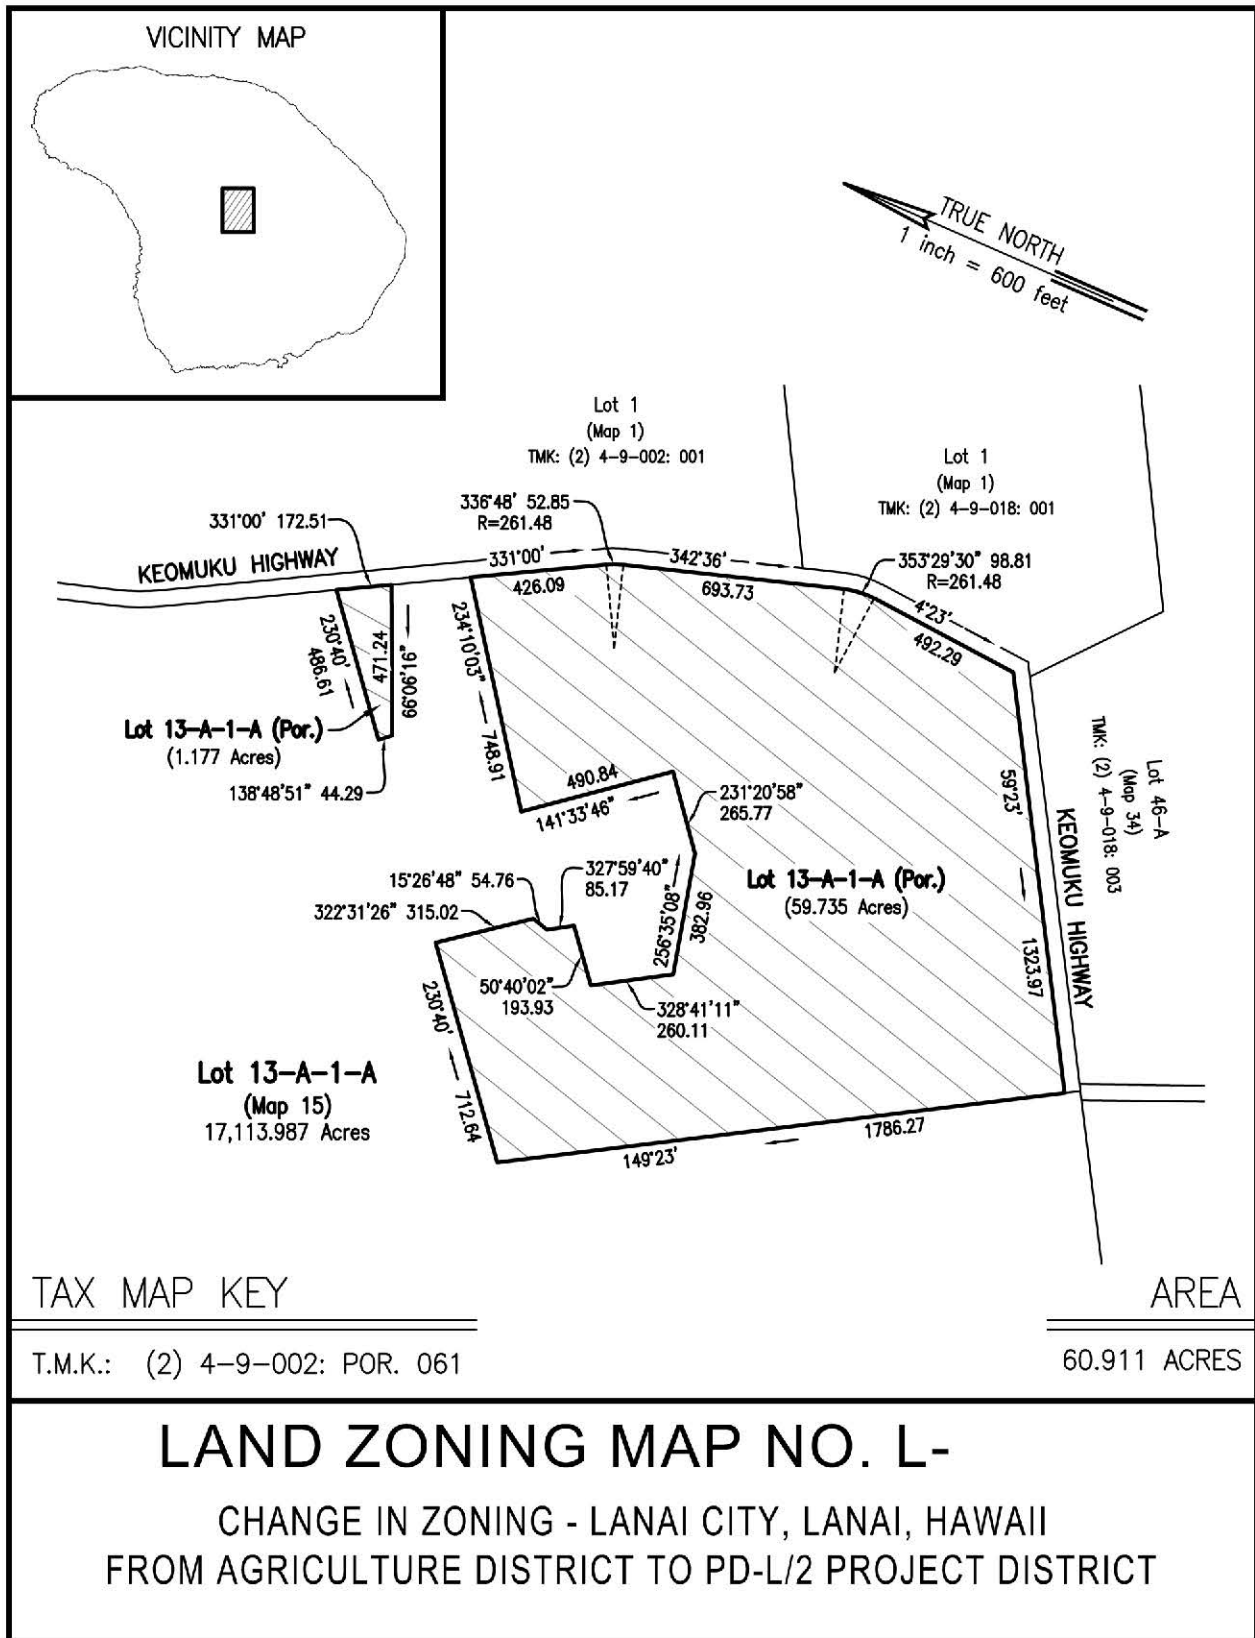 VICINITY MAP
TRUE NORTH
1 inch = 600 feet
Lot 1
(Map 1)
TMK: (2) 4-9-002: 001
Lot 1
(Map 1)
TMK: (2) 4-9-018: 001
336°48' 52.85
R=261.48
331°00' 172.51
KEOMUKU HIGHWAY
331°00'
426.09
342°36'
693.73
353°29'30" 98.81
R=261.48
4°23'
492.29
230°40'
486.61
471.24
66°06'16"
234°10'03"
748.91
Lot 13-A-1-A (Por.)
(1.177 Acres)
138°48'51" 44.29
490.84
141°33'46"
231°20'58"
265.77
59°23'
1323.97
KEOMUKU HIGHWAY
Lot 46-A
(Map 34)
TMK: (2) 4-9-018: 003
15°26'48" 54.76
327°59'40"
85.17
322°31'26" 315.02
256°35'08"
382.96
Lot 13-A-1-A (Por.)
(59.735 Acres)
50°40'02"
193.93
328°41'11"
260.11
230°40'
712.64
Lot 13-A-1-A
(Map 15)
17,113.987 Acres
149°23'
1786.27
TAX MAP KEY
AREA
T.M.K.: (2) 4-9-002: POR. 061
60.911 ACRES
LAND ZONING MAP NO. L-
CHANGE IN ZONING - LANAI CITY, LANAI, HAWAII
FROM AGRICULTURE DISTRICT TO PD-L/2 PROJECT DISTRICT